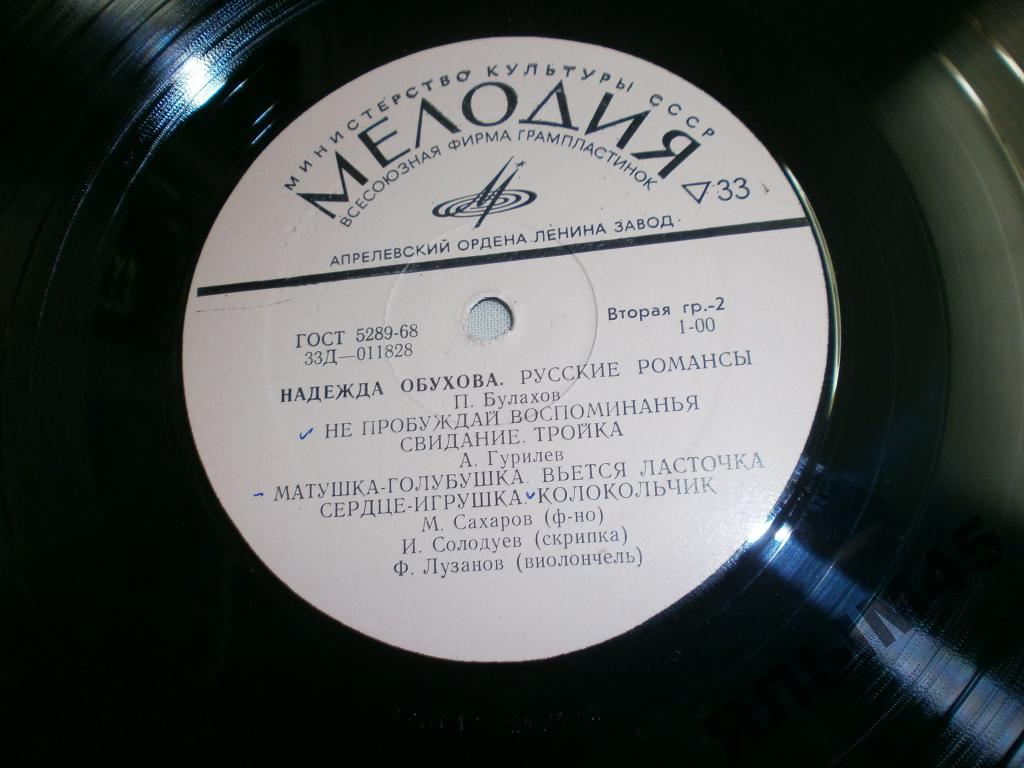 МИНИСТЕРСТВО КУЛЬТУРЫ СССР
МЕЛОДИЯ
ВСЕСОЮЗНАЯ ФИРМА ГРАМПЛАСТИНОК
33
АПРЕЛЕВСКИЙ ОРДЕНА ЛЕНИНА ЗАВОД
ГОСТ 5289-68
33Д—011828
Вторая гр.-2
1-00
НАДЕЖДА ОБУХОВА. РУССКИЕ РОМАНСЫ
П. Булахов
НЕ ПРОБУЖДАЙ ВОСПОМИНАНЬЯ
СВИДАНИЕ. ТРОЙКА
А. Гурилев
МАТУШКА-ГОЛУБУШКА. ВЬЕТСЯ ЛАСТОЧКА
СЕРДЦЕ-ИГРУШКА. КОЛОКОЛЬЧИК
М. Сахаров (ф-но)
И. Солодуев (скрипка)
Ф. Лузанов (виолончель)